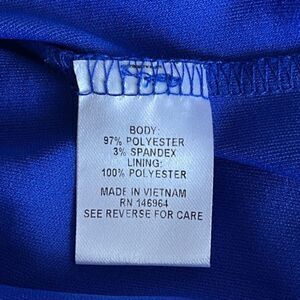 BODY:
97% POLYESTER
3% SPANDEX
LINING:
100% POLYESTER
MADE IN VIETNAM
RN 146964
SEE REVERSE FOR CARE